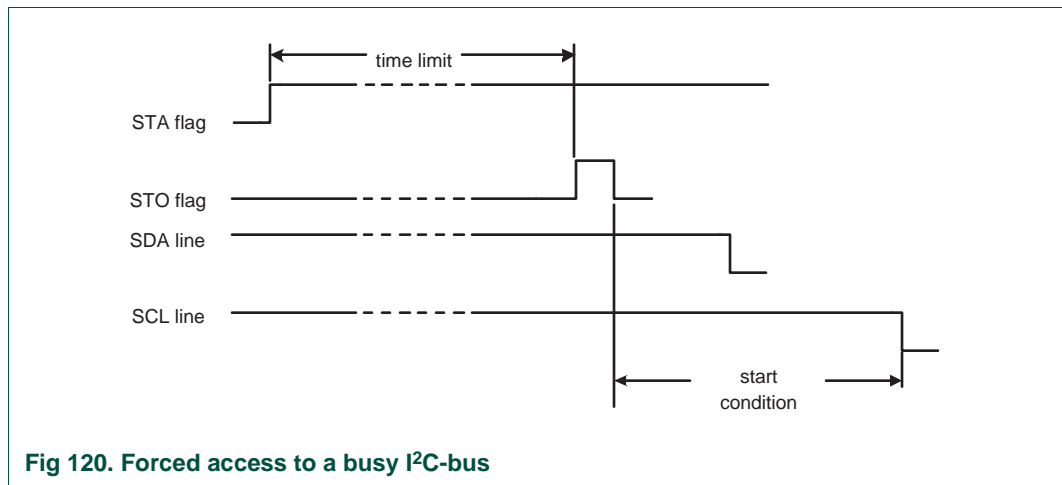 time limit
STA flag
STO flag
SDA line
SCL line
start
condition
Fig 120. Forced access to a busy I²C-bus